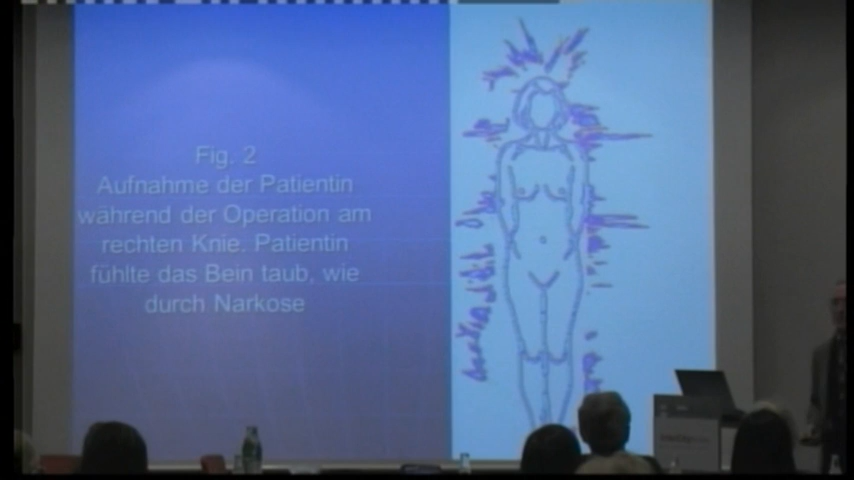 Fig. 2
Aufnahme der Patientin
während der Operation am
rechten Knie. Patientin
fühlte das Bein taub, wie
durch Narkose